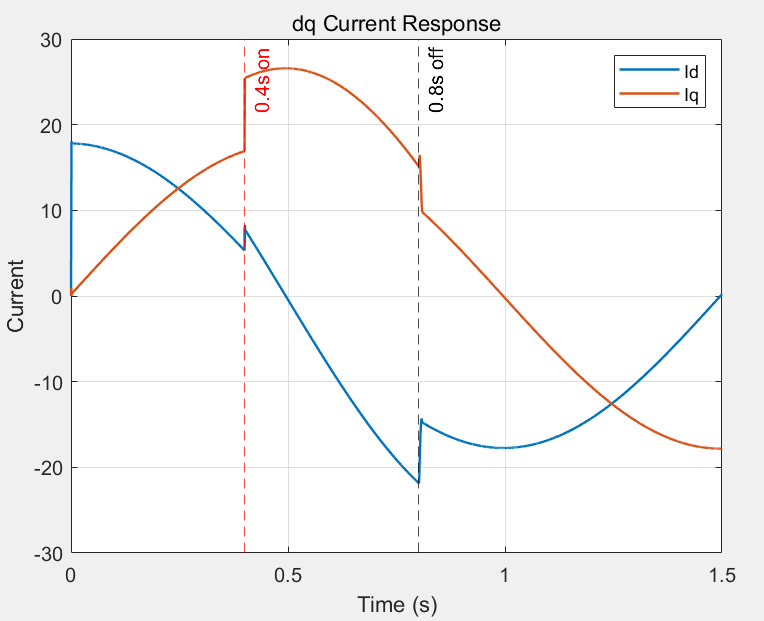 dq Current Response
30
20
10
0
-10
-20
-30
Current
0.4s on
0.8s off
Id
Iq
0
0.5
1
1.5
Time (s)